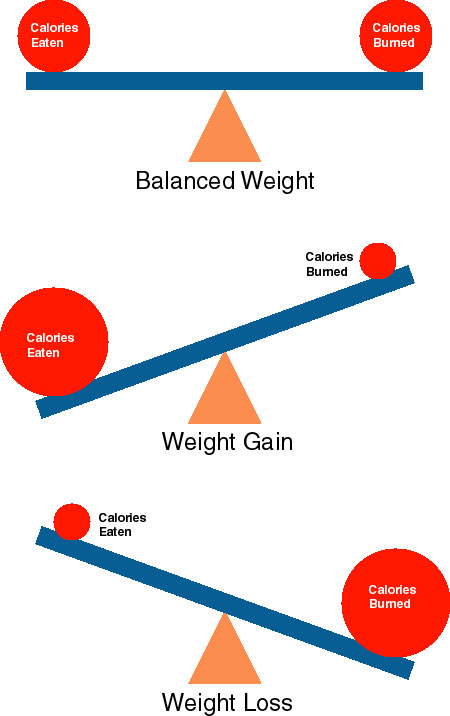 Calories
Eaten
Calories
Burned
Balanced Weight
Calories
Burned
Calories
Eaten
Weight Gain
Calories
Eaten
Calories
Burned
Weight Loss